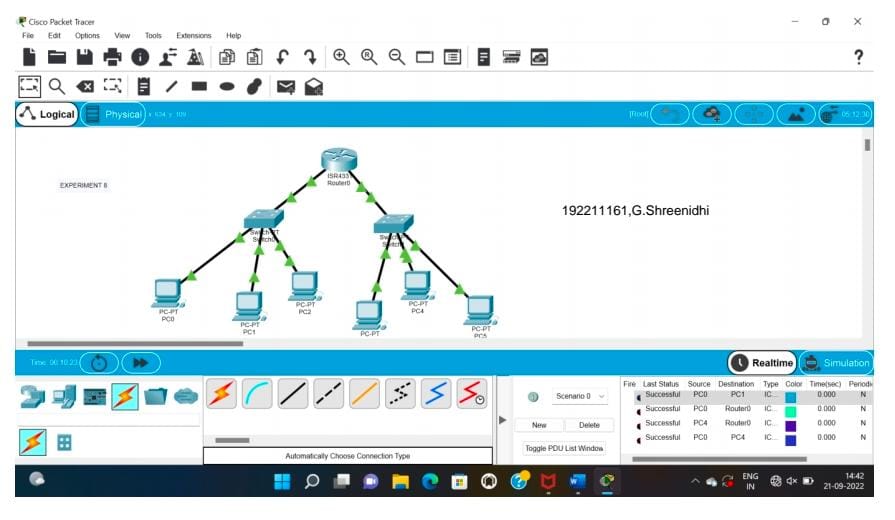 Cisco Packet Tracer
File Edit Options View Tools Extensions Help
Logical Physical x 634 y 109 [Root] 05:12:30
EXPERIMENT 8
ISR4331
Router0
192211161,G.Shreenidhi
Switch-PT
Switch0
PC-PT
PC0
PC-PT
PC1
PC-PT
PC2
PC-PT
PC-PT
PC4
PC-PT
PC5
Time: 00:10:23 Realtime Simulation
Scenario 0
New Delete
Toggle PDU List Window
Automatically Choose Connection Type
Fire Last Status Source Destination Type Color Time(sec) Periodi
Successful PC0 PC1 IC... 0.000 N
Successful PC0 Router0 IC... 0.000 N
Successful PC4 Router0 IC... 0.000 N
Successful PC0 PC4 IC... 0.000 N
ENG
IN
14:42
21-09-2022